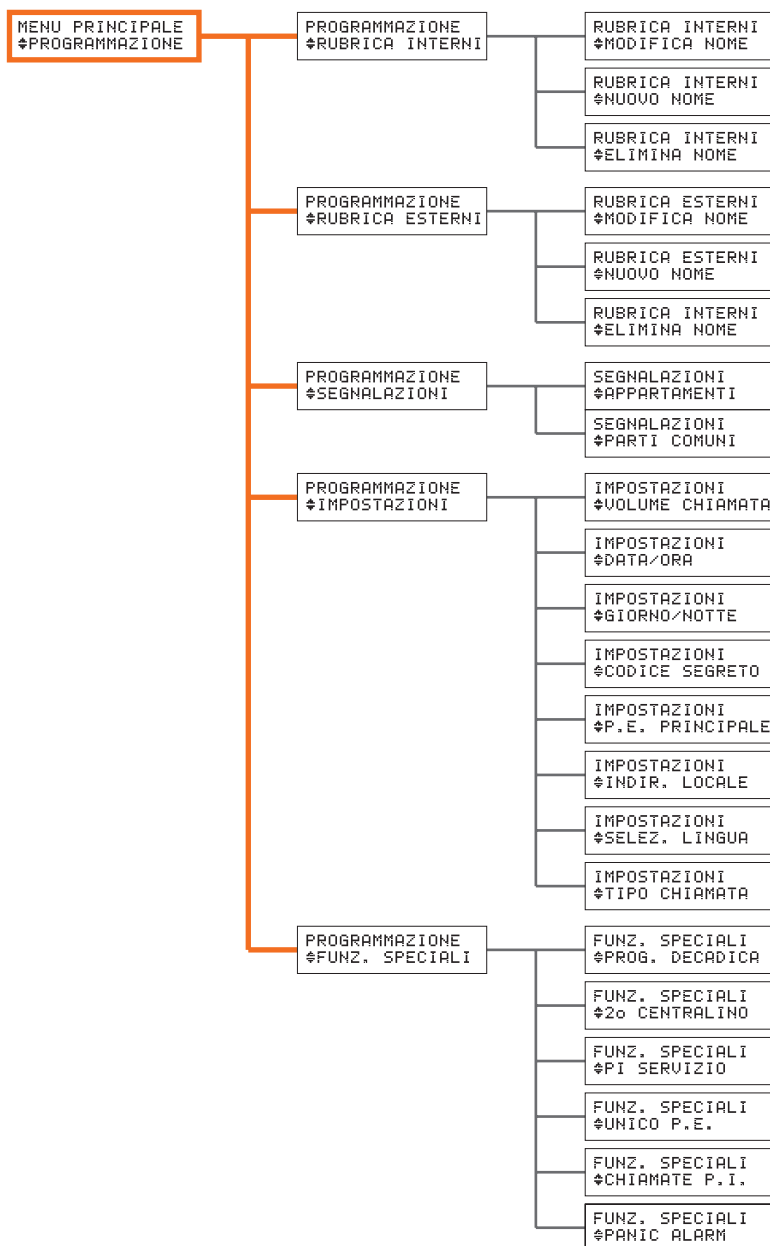 MENU PRINCIPALE
PROGRAMMAZIONE
PROGRAMMAZIONE
RUBRICA INTERNI
RUBRICA INTERNI
MODIFICA NOME
RUBRICA INTERNI
NUOVO NOME
RUBRICA INTERNI
ELIMINA NOME
PROGRAMMAZIONE
RUBRICA ESTERNI
RUBRICA ESTERNI
MODIFICA NOME
RUBRICA ESTERNI
NUOVO NOME
RUBRICA INTERNI
ELIMINA NOME
PROGRAMMAZIONE
SEGNALAZIONI
SEGNALAZIONI
APPARTAMENTI
SEGNALAZIONI
PARTI COMUNI
PROGRAMMAZIONE
IMPOSTAZIONI
IMPOSTAZIONI
VOLUME CHIAMATA
IMPOSTAZIONI
DATA/ORA
IMPOSTAZIONI
GIORNO/NOTTE
IMPOSTAZIONI
CODICE SEGRETO
IMPOSTAZIONI
P.E. PRINCIPALE
IMPOSTAZIONI
INDIR. LOCALE
IMPOSTAZIONI
SELEZ. LINGUA
IMPOSTAZIONI
TIPO CHIAMATA
PROGRAMMAZIONE
FUNZ. SPECIALI
FUNZ. SPECIALI
PROG. DECADICA
FUNZ. SPECIALI
2o CENTRALINO
FUNZ. SPECIALI
PI SERVIZIO
FUNZ. SPECIALI
UNICO P.E.
FUNZ. SPECIALI
CHIAMATE P.I.
FUNZ. SPECIALI
PANIC ALARM